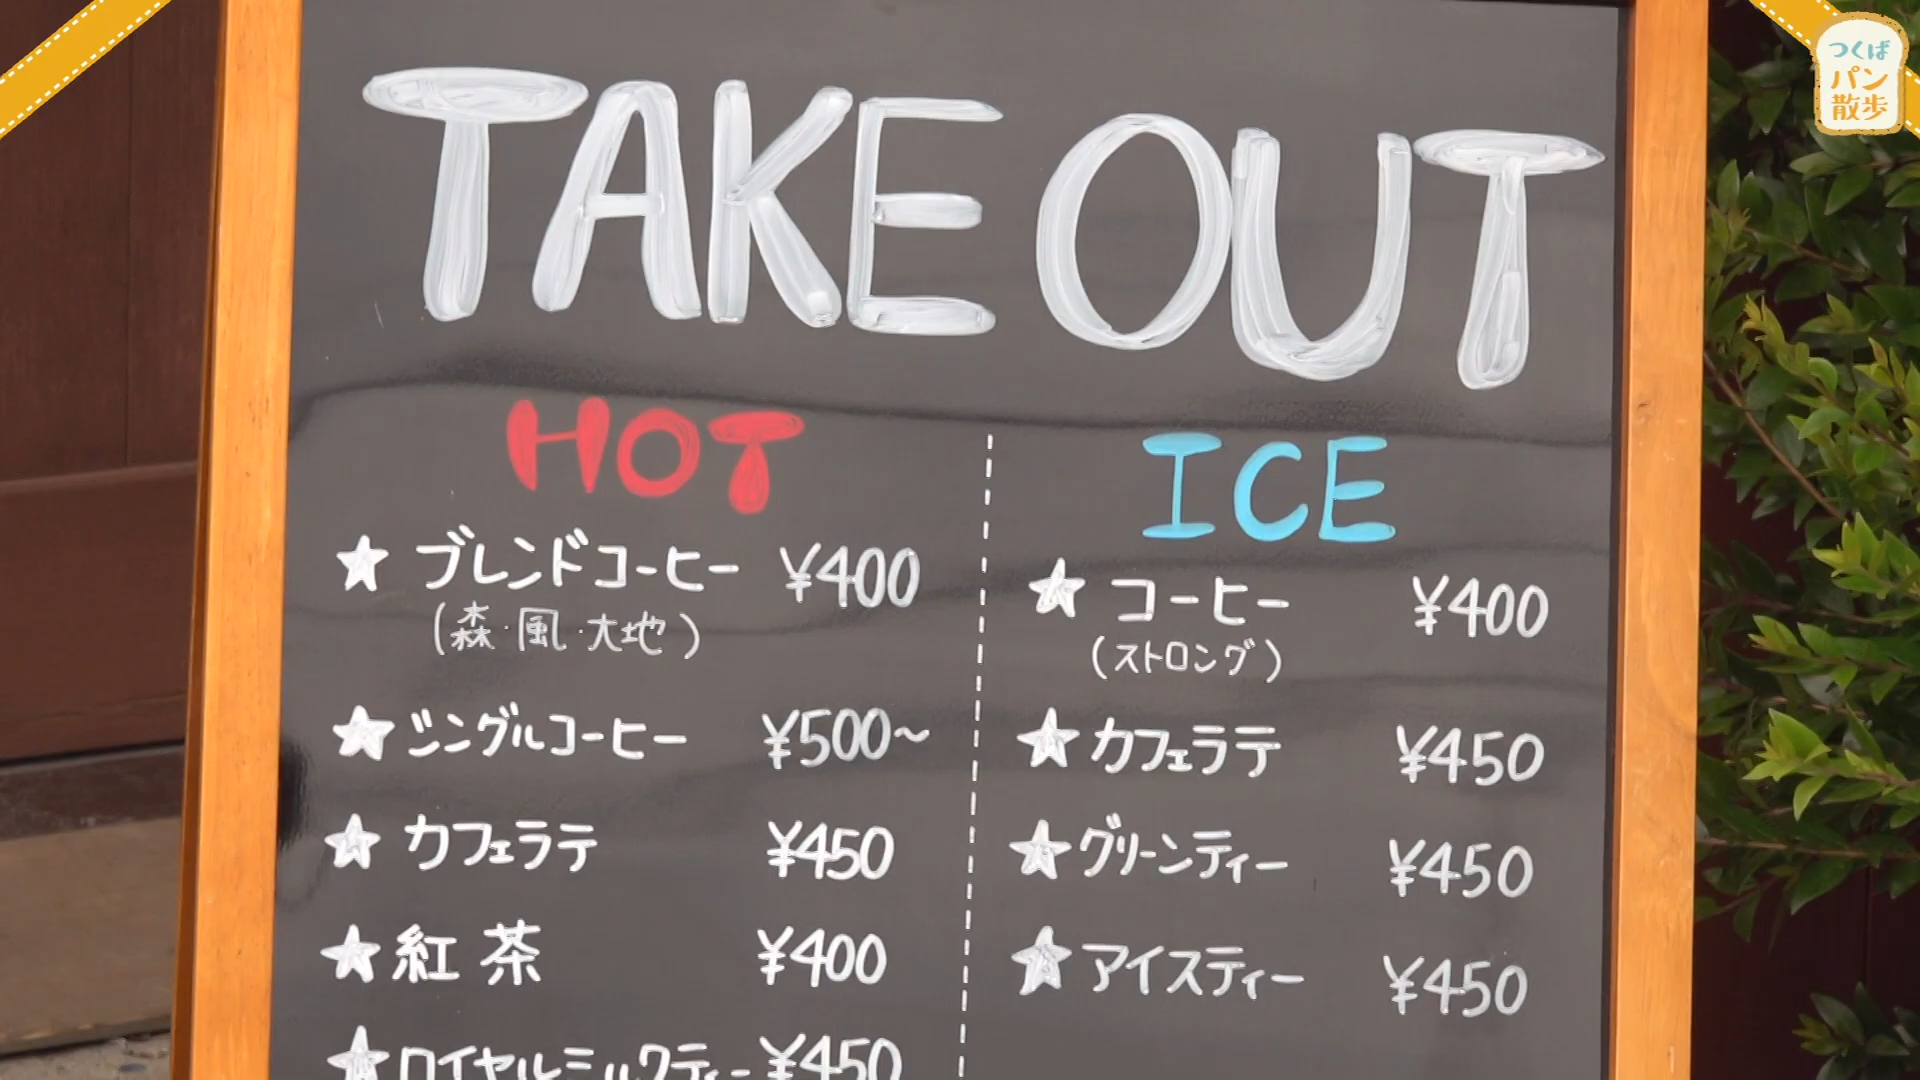 つくば
パン
散歩
TAKE OUT
HOT
★ ブレンドコーヒー ¥400
(森・風・大地)
★ シングルコーヒー ¥500~
★ カフェラテ ¥450
★ 紅茶 ¥400
★ ロイヤルミルクティー ¥450
ICE
★ コーヒー ¥400
(ストロング)
★ カフェラテ ¥450
★ グリーンティー ¥450
★ アイスティー ¥450